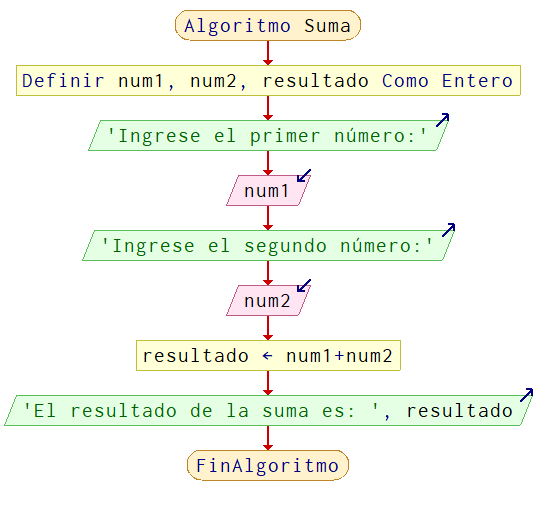 Algoritmo Suma
Definir num1, num2, resultado Como Entero
'Ingrese el primer número:'
num1
'Ingrese el segundo número:'
num2
resultado ← num1+num2
'El resultado de la suma es: ', resultado
FinAlgoritmo